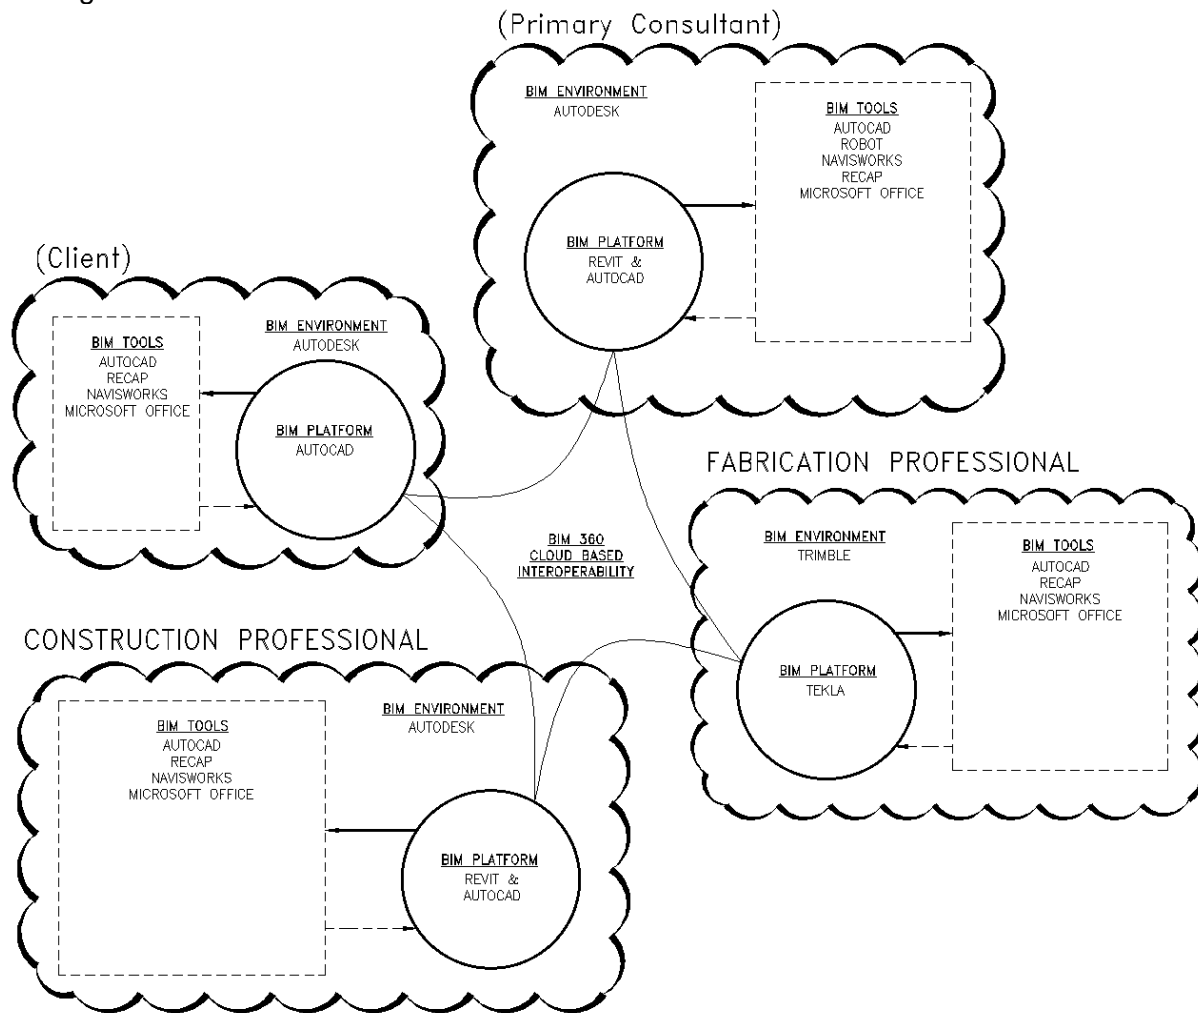 (Primary Consultant)
BIM ENVIRONMENT
AUTODESK
BIM TOOLS
AUTOCAD
ROBOT
NAVISWORKS
RECAP
MICROSOFT OFFICE
BIM PLATFORM
REVIT &
AUTOCAD
(Client)
BIM TOOLS
AUTOCAD
RECAP
NAVISWORKS
MICROSOFT OFFICE
BIM ENVIRONMENT
AUTODESK
BIM PLATFORM
AUTOCAD
BIM 360
CLOUD BASED
INTEROPERABILITY
FABRICATION PROFESSIONAL
BIM ENVIRONMENT
TRIMBLE
BIM TOOLS
AUTOCAD
RECAP
NAVISWORKS
MICROSOFT OFFICE
BIM PLATFORM
TEKLA
CONSTRUCTION PROFESSIONAL
BIM TOOLS
AUTOCAD
RECAP
NAVISWORKS
MICROSOFT OFFICE
BIM ENVIRONMENT
AUTODESK
BIM PLATFORM
REVIT &
AUTOCAD